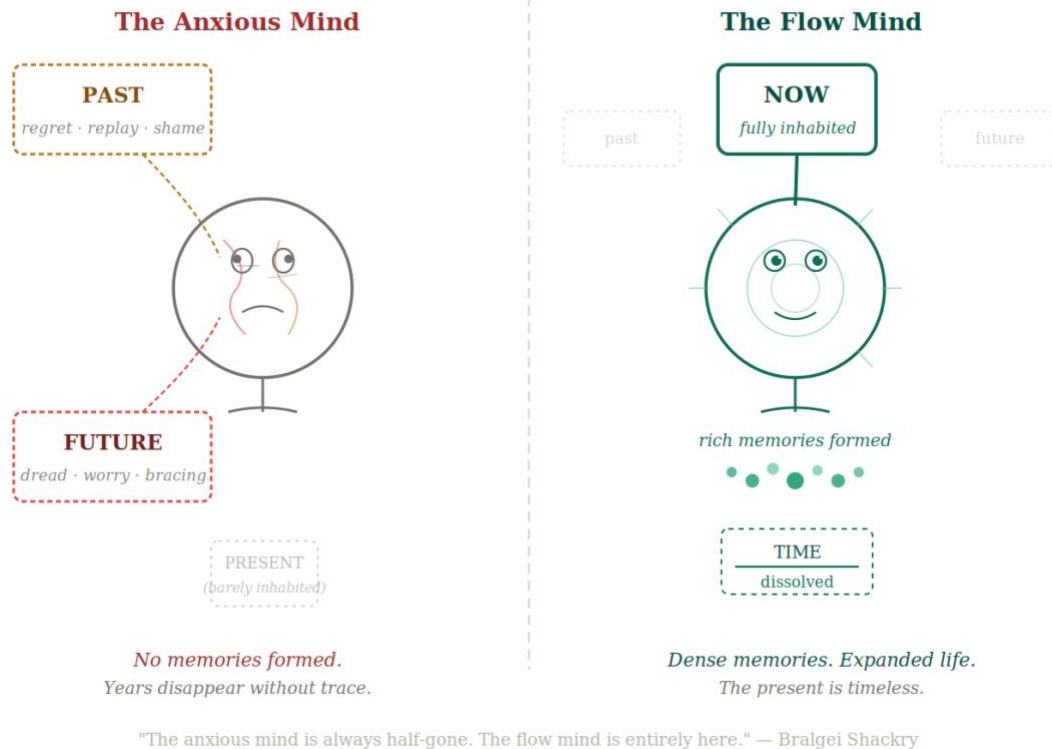 The Anxious Mind
PAST
regret · replay · shame
FUTURE
dread · worry · bracing
PRESENT
(barely inhabited)
No memories formed.
Years disappear without trace.
The Flow Mind
past
NOW
fully inhabited
future
rich memories formed
TIME
dissolved
Dense memories. Expanded life.
The present is timeless.
"The anxious mind is always half-gone. The flow mind is entirely here." — Bralgei Shackry